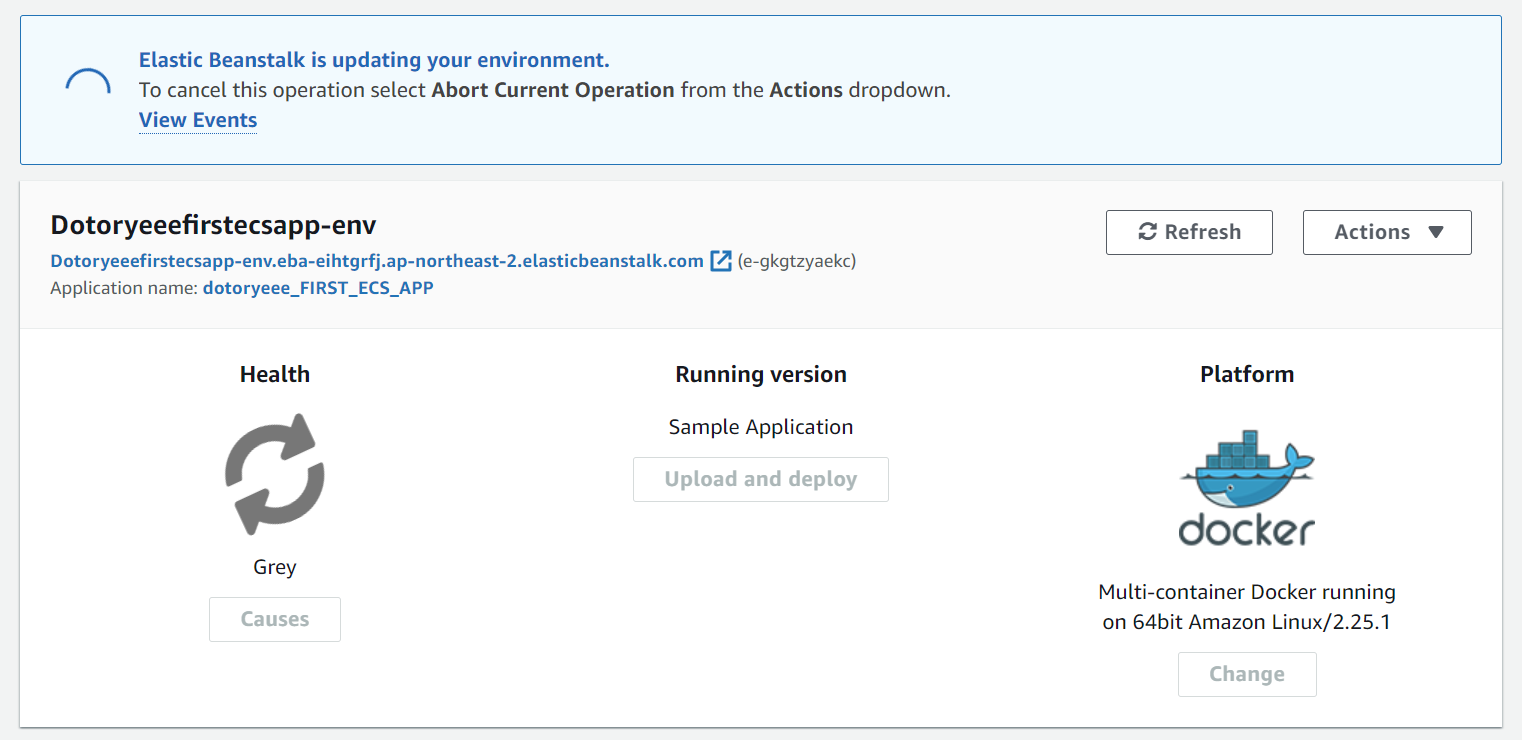 Elastic Beanstalk is updating your environment.
To cancel this operation select Abort Current Operation from the Actions dropdown.
View Events
Dotoryeeefirstecsapp-env
Refresh
Actions
Dotoryeeefirstecsapp-env.eba-eihtgrfj.ap-northeast-2.elasticbeanstalk.com (e-gkgtzyaekc)
Application name: dotoryeee_FIRST_ECS_APP
Health
Grey
Causes
Running version
Sample Application
Upload and deploy
Platform
docker
Multi-container Docker running
on 64bit Amazon Linux/2.25.1
Change